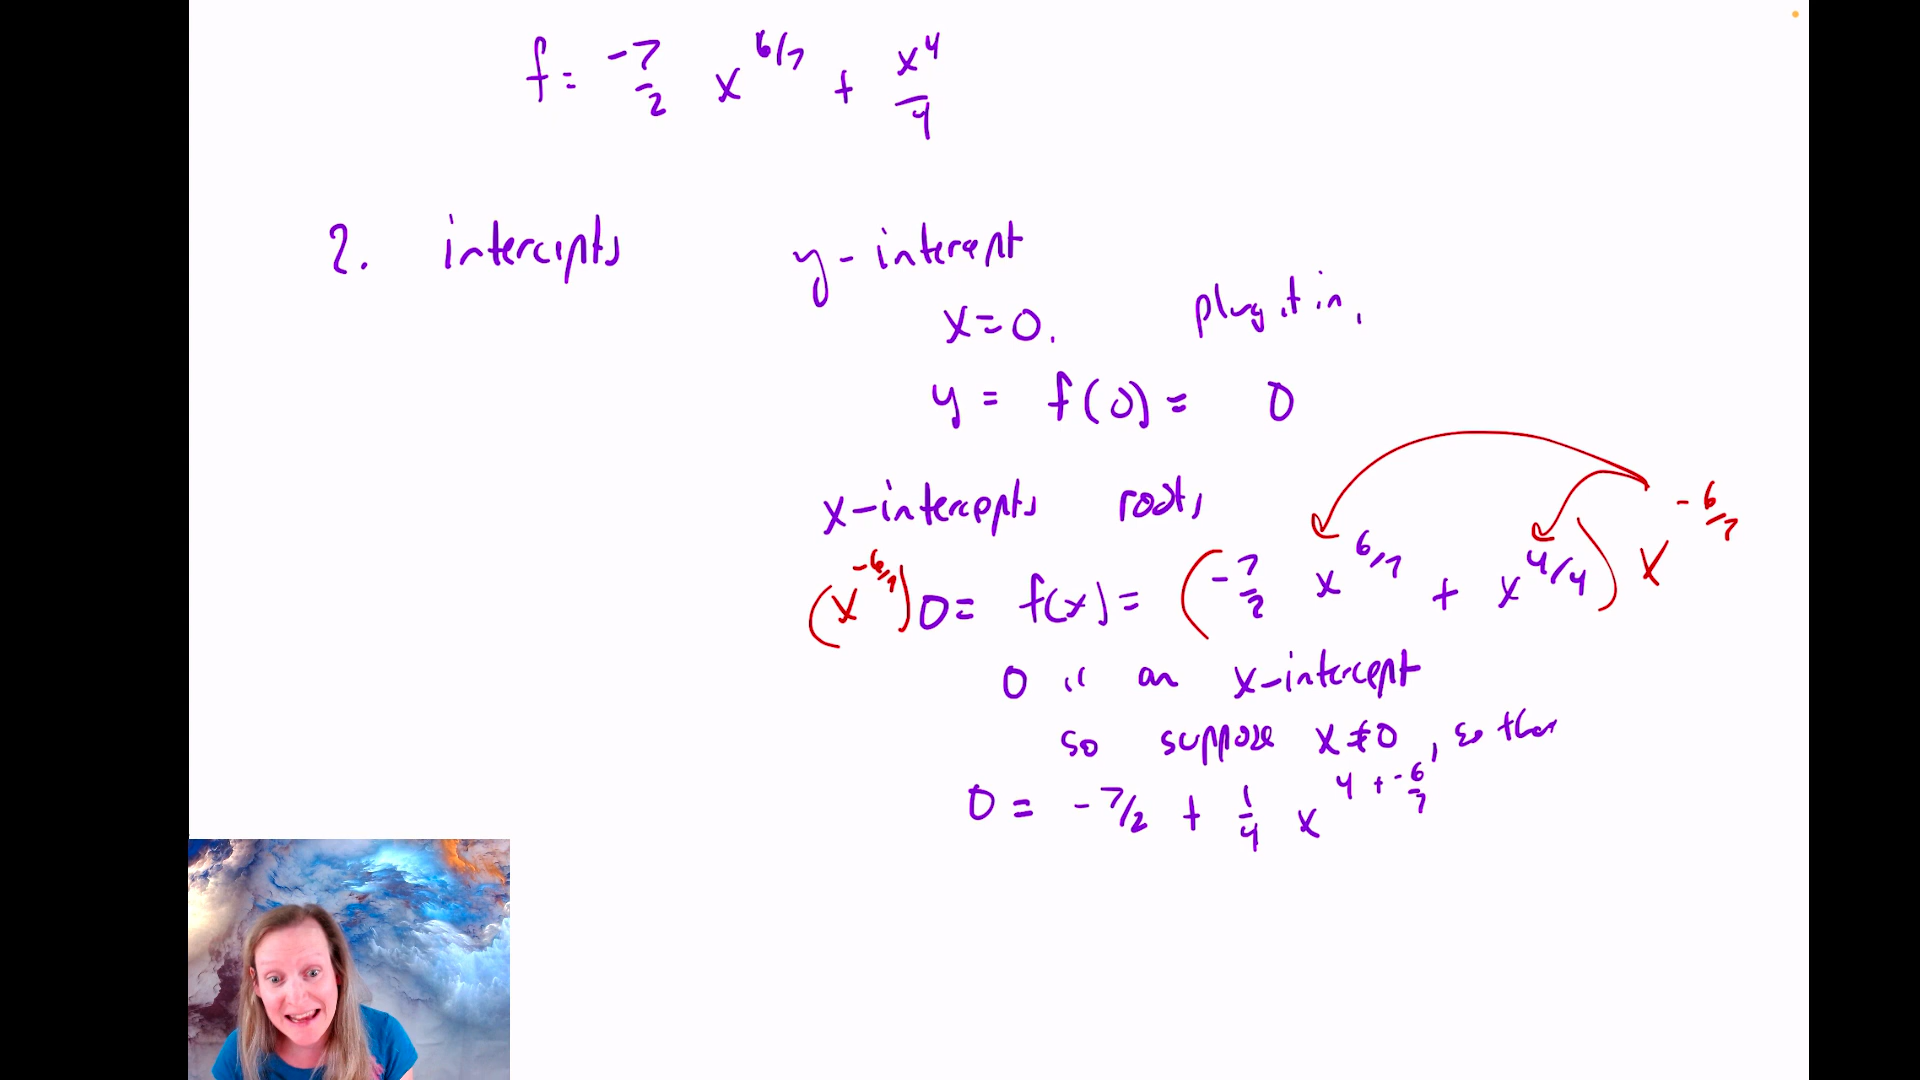 f = -7/2 x^6/7 + x^4/4
2. intercepts y-intercept
x=0. plug it in.
y = f(0) = 0
x-intercepts roots
(x^-6/7) 0 = f(x) = (-7/2 x^6/7 + x^4/4) x^-6/7
0 is an x-intercept
so suppose x≠0, so then
0 = -7/2 + 1/4 x^4+-6/7